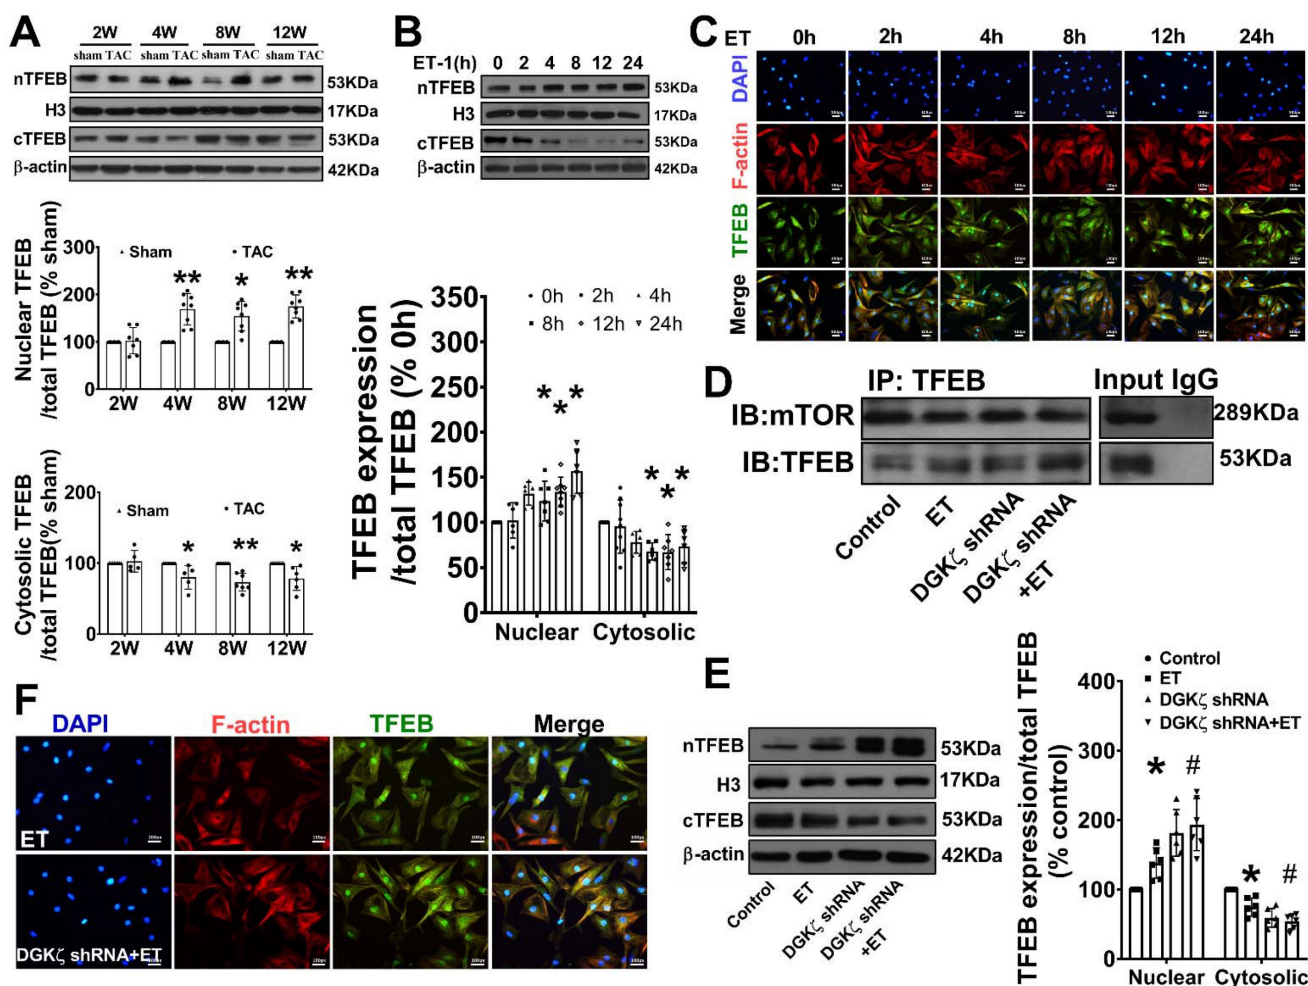 A
2W 4W 8W 12W
sham TAC sham TAC sham TAC sham TAC
nTFEB 53KDa
H3 17KDa
cTFEB 53KDa
β-actin 42KDa
Nuclear TFEB
/total TFEB (% sham)
300
200
100
0
Sham TAC
** * **
2W 4W 8W 12W
Cytosolic TFEB
/total TFEB(% sham)
200
100
0
Sham TAC
* ** *
2W 4W 8W 12W
B
ET-1(h) 0 2 4 8 12 24
nTFEB 53KDa
H3 17KDa
cTFEB 53KDa
β-actin 42KDa
TFEB expression
/total TFEB (% 0h)
350
300
250
200
150
100
50
0
0h 2h 4h
8h 12h 24h
* * *
* * *
Nuclear Cytosolic
C
ET 0h 2h 4h 8h 12h 24h
DAPI
F-actin
TFEB
Merge
D
IP: TFEB Input IgG
IB:mTOR 289KDa
IB:TFEB 53KDa
Control
ET
DGKζ shRNA
DGKζ shRNA
+ET
E
nTFEB 53KDa
H3 17KDa
cTFEB 53KDa
β-actin 42KDa
Control
ET
DGKζ shRNA
DGKζ shRNA
+ET
TFEB expression/total TFEB
(% control)
400
300
200
100
0
Control
ET
DGKζ shRNA
DGKζ shRNA+ET
* #
* #
Nuclear Cytosolic
F
DAPI F-actin TFEB Merge
ET
DGKζ shRNA+ET